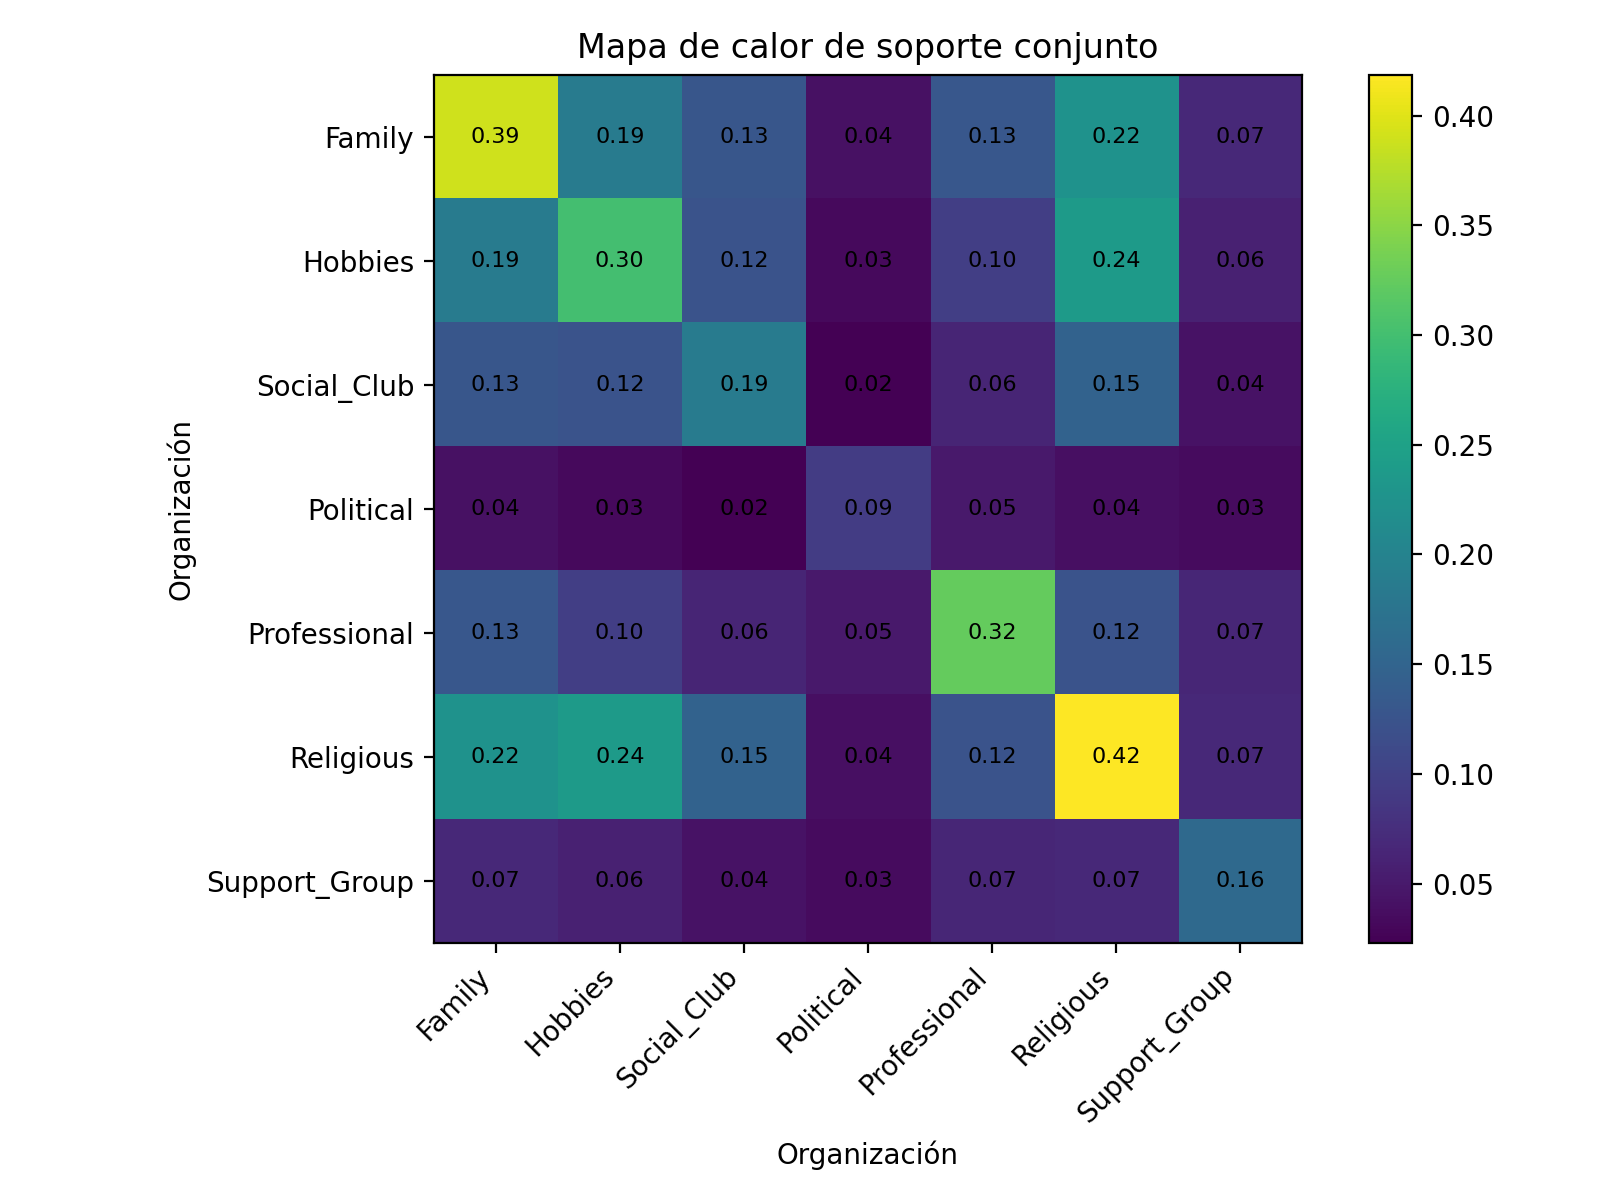 Mapa de calor de soporte conjunto
Family 0.39 0.19 0.13 0.04 0.13 0.22 0.07
Hobbies 0.19 0.30 0.12 0.03 0.10 0.24 0.06
Social_Club 0.13 0.12 0.19 0.02 0.06 0.15 0.04
Political 0.04 0.03 0.02 0.09 0.05 0.04 0.03
Professional 0.13 0.10 0.06 0.05 0.32 0.12 0.07
Religious 0.22 0.24 0.15 0.04 0.12 0.42 0.07
Support_Group 0.07 0.06 0.04 0.03 0.07 0.07 0.16
Organización
Family Hobbies Social_Club Political Professional Religious Support_Group
Organización
0.40
0.35
0.30
0.25
0.20
0.15
0.10
0.05